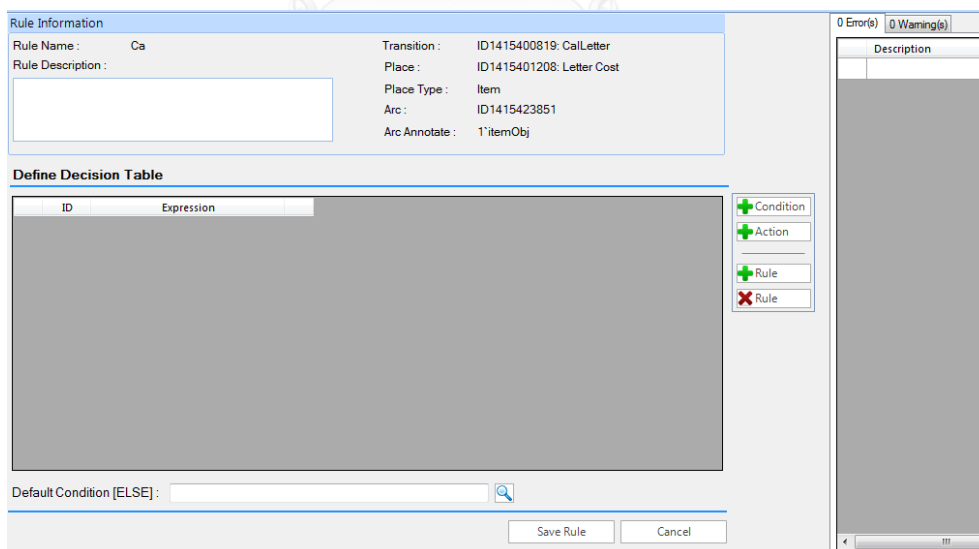 Rule Information
Rule Name : Ca
Rule Description :
Transition : ID1415400819: CalLetter
Place : ID1415401208: Letter Cost
Place Type : Item
Arc : ID1415423851
Arc Annotate : 1`itemObj
Define Decision Table
ID Expression
Condition
Action
Rule
Rule
Default Condition [ELSE] :
Save Rule Cancel
0 Error(s) 0 Warning(s)
Description